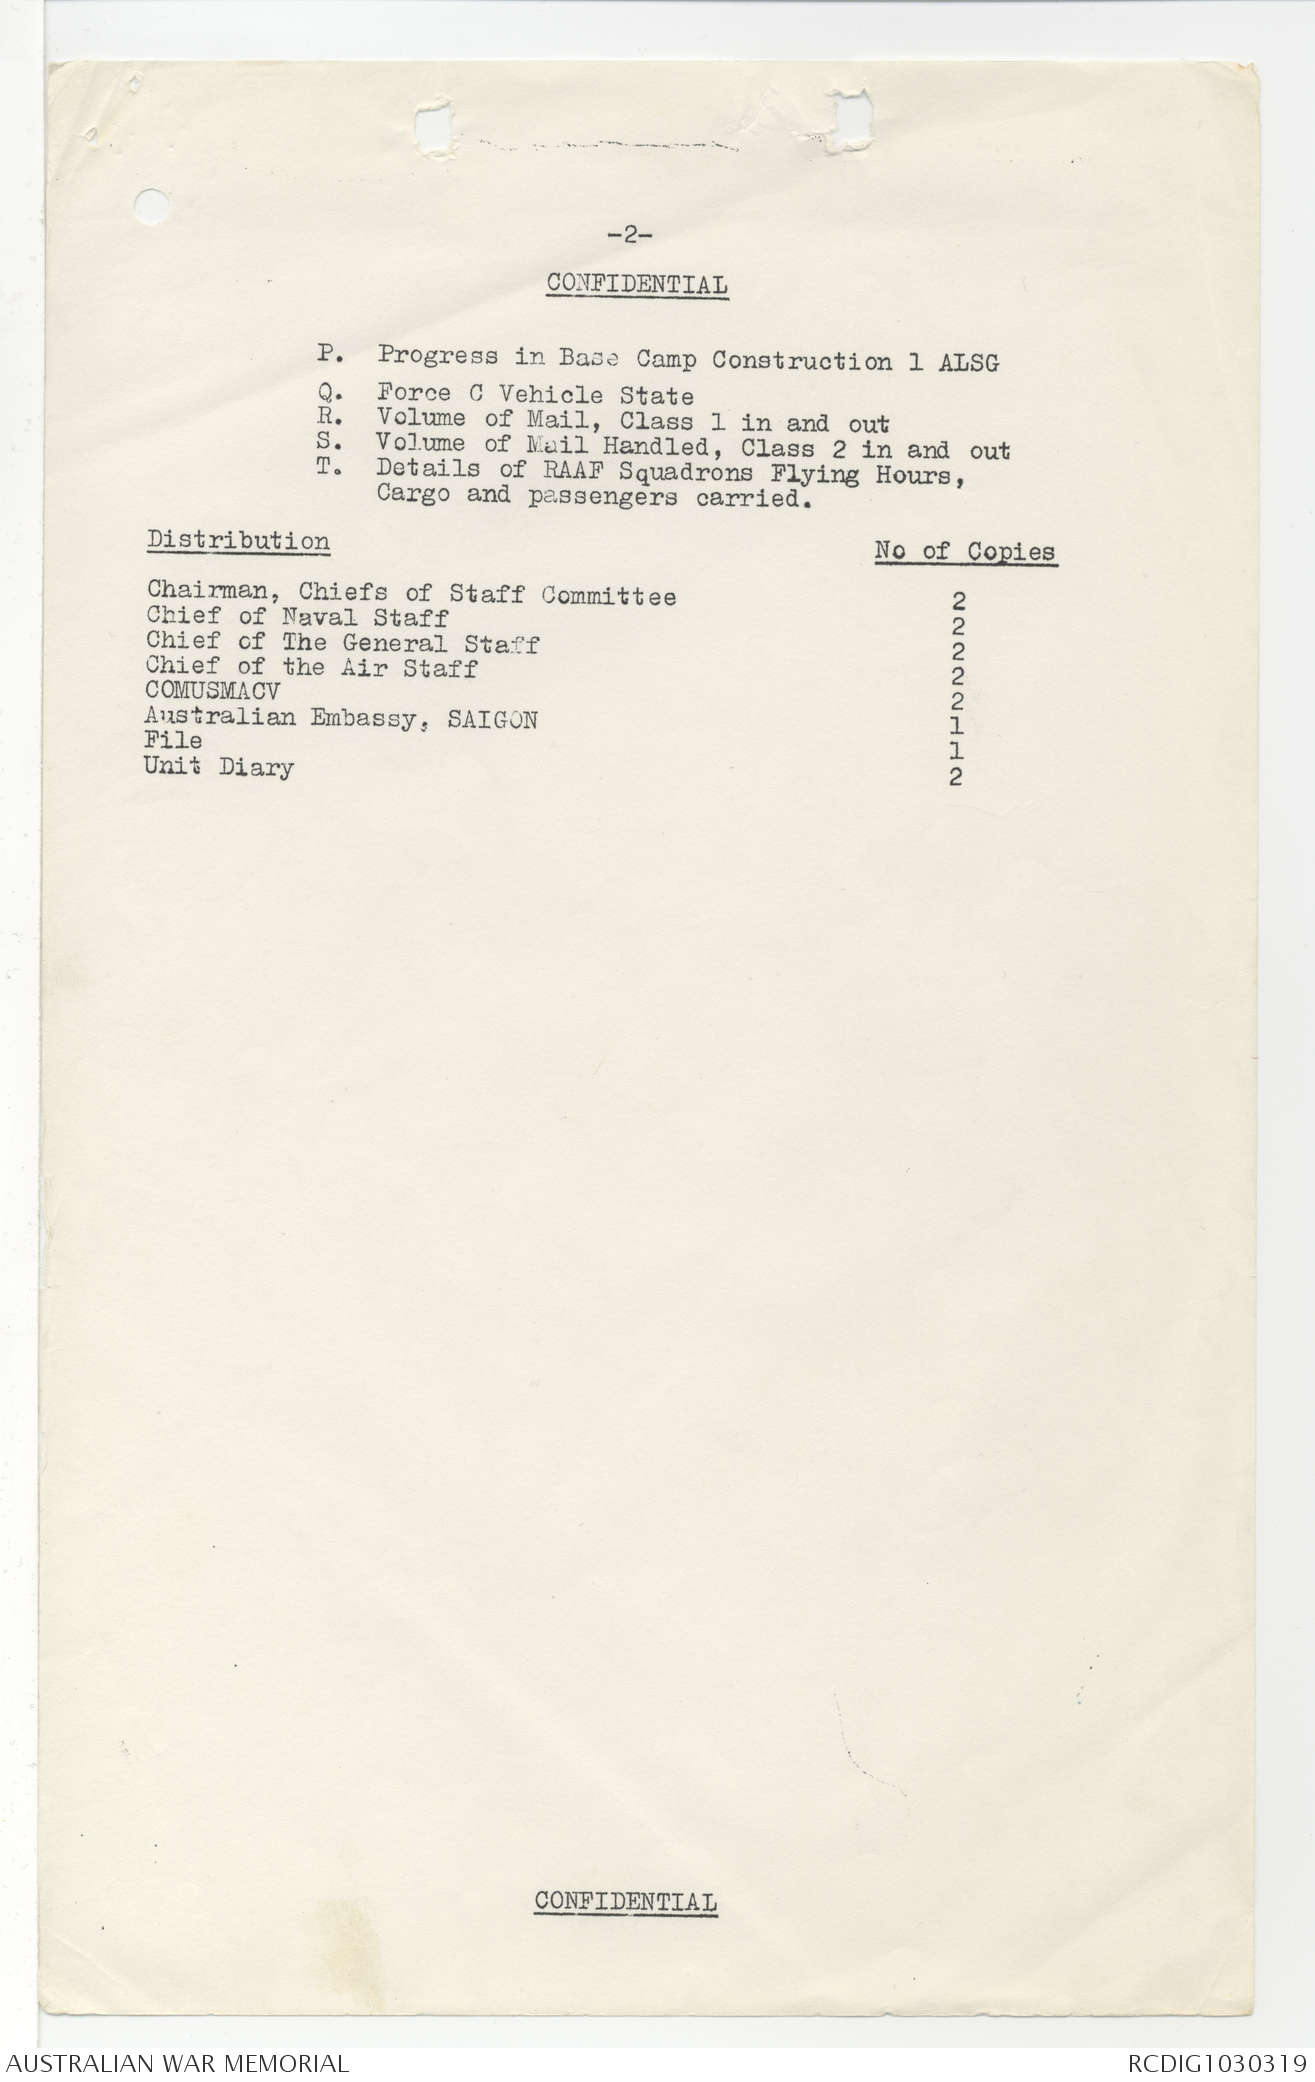 -2-
CONFIDENTIAL
P. Progress in Base Camp Construction 1 ALSG
Q. Force C Vehicle State
R. Volume of Mail, Class 1 in and out
S. Volume of Mail Handled, Class 2 in and out
T. Details of RAAF Squadrons Flying Hours,
Cargo and passengers carried.
Distribution No of Copies
Chairman, Chiefs of Staff Committee 2
Chief of Naval Staff 2
Chief of The General Staff 2
Chief of the Air Staff 2
COMUSMACV 2
Australian Embassy, SAIGON 1
File 1
Unit Diary 2
CONFIDENTIAL
AUSTRALIAN WAR MEMORIAL RCDIG1030319